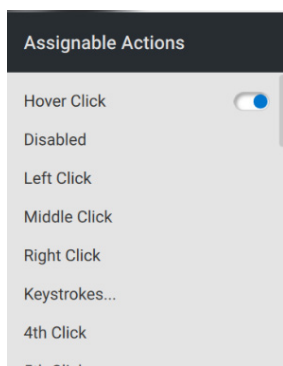 Assignable Actions
Hover Click
Disabled
Left Click
Middle Click
Right Click
Keystrokes...
4th Click